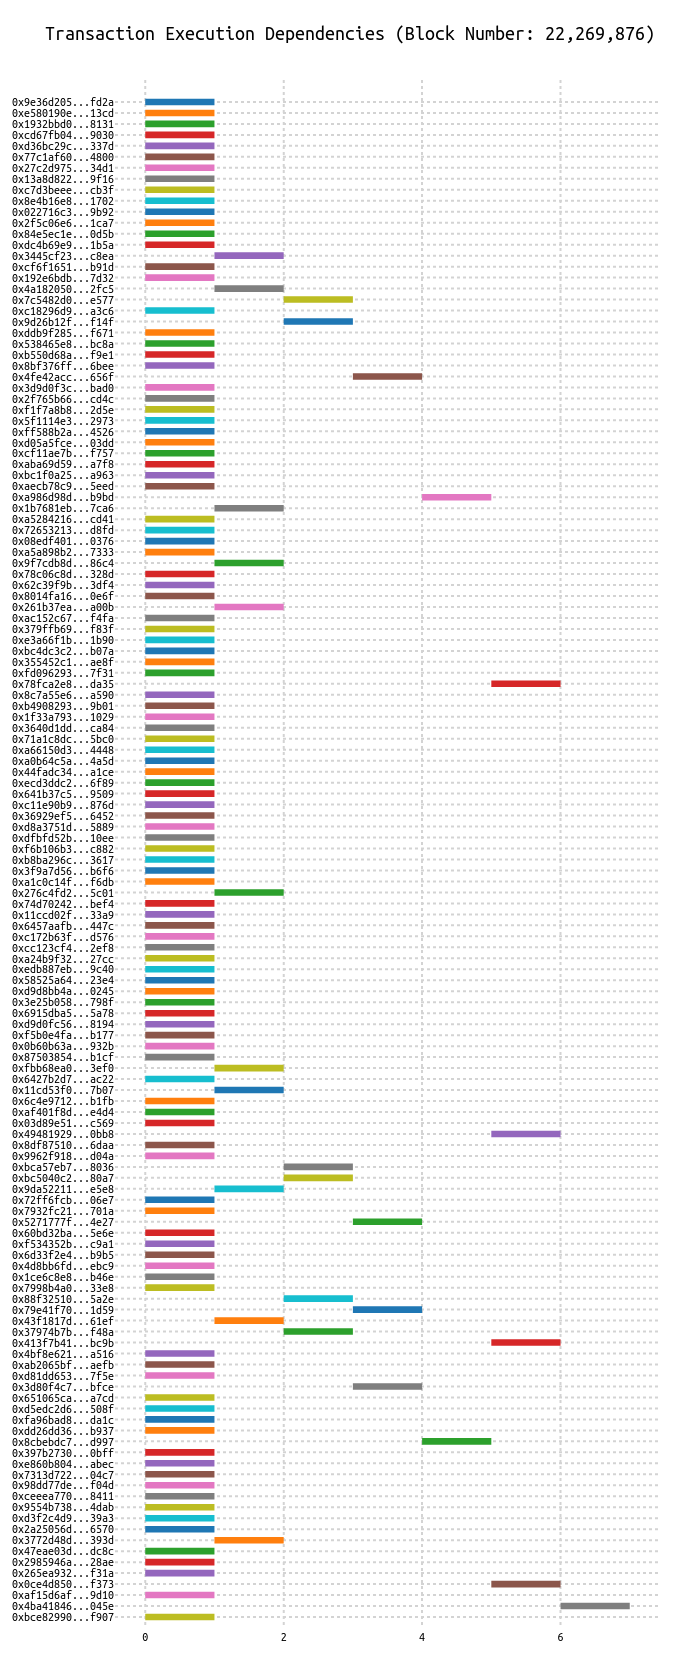 Transaction Execution Dependencies (Block Number: 22,269,876)
0x9e36d205...fd2a
0xe580190e...13cd
0x1932bbd0...8131
0xcd67fb04...9030
0xd36bc29c...337d
0x77c1af60...4800
0x27c2d975...34d1
0x13a8d822...9f16
0xc7d3beee...cb3f
0x8e4b16e8...1702
0x022716c3...9b92
0x2f5c06e6...1ca7
0x84e5ec1e...0d5b
0xdc4b69e9...1b5a
0x3445cf23...c8ea
0xcf6f1651...b91d
0x192e6bdb...7d32
0x4a182050...2fc5
0x7c5482d0...e577
0xc18296d9...a3c6
0x9d26b12f...f14f
0xddb9f285...f671
0x538465e8...bc8a
0xb550d68a...f9e1
0x8bf376ff...6bee
0x4fe42acc...656f
0x3d9d0f3c...bad0
0x2f765b66...cd4c
0xf1f7a8b8...2d5e
0x5f1114e3...2973
0xff588b2a...4526
0xd05a5fce...03dd
0xcf11ae7b...f757
0xaba69d59...a7f8
0xbc1f0a25...a963
0xaecb78c9...5eed
0xa986d98d...b9bd
0x1b7681eb...7ca6
0xa5284216...cd41
0x72653213...d8fd
0x08edf401...0376
0xa5a898b2...7333
0x9f7cdb8d...86c4
0x78c06c8d...328d
0x62c39f9b...3df4
0x8014fa16...0e6f
0x261b37ea...a00b
0xac152c67...f4fa
0x379ffb69...f83f
0xe3a66f1b...1b90
0xbc4dc3c2...b07a
0x355452c1...ae8f
0xfd096293...7f31
0x78fca2e8...da35
0x8c7a55e6...a590
0xb4908293...9b01
0x1f33a793...1029
0x3640d1dd...ca84
0x71a1c8dc...5bc0
0xa66150d3...4448
0xa0b64c5a...4a5d
0x44fadc34...a1ce
0xecd3ddc2...6f89
0x641b37c5...9509
0xc11e90b9...876d
0x36929ef5...6452
0xd8a3751d...5889
0xdfbfd52b...10ee
0xf6b106b3...c882
0xb8ba296c...3617
0x3f9a7d56...b6f6
0xa1c0c14f...f6db
0x276c4fd2...5c01
0x74d70242...bef4
0x11ccd02f...33a9
0x6457aafb...447c
0xc172b63f...d576
0xcc123cf4...2ef8
0xa24b9f32...27cc
0xedb887eb...9c40
0x58525a64...23e4
0xd9d8bb4a...0245
0x3e25b058...798f
0x6915dba5...5a78
0xd9d0fc56...8194
0xf5b0e4fa...b177
0x0b60b63a...932b
0x87503854...b1cf
0xfbb68ea0...3ef0
0x6427b2d7...ac22
0x11cd53f0...7b07
0x6c4e9712...b1fb
0xaf401f8d...e4d4
0x03d89e51...c569
0x49481929...0bb8
0x8df87510...6daa
0x9962f918...d04a
0xbca57eb7...8036
0xbc5040c2...80a7
0x9da52211...e5e8
0x72ff6fcb...06e7
0x7932fc21...701a
0x5271777f...4e27
0x60bd32ba...5e6e
0xf534352b...c9a1
0x6d33f2e4...b9b5
0x4d8bb6fd...ebc9
0x1ce6c8e8...b46e
0x7998b4a0...33e8
0x88f32510...5a2e
0x79e41f70...1d59
0x43f1817d...61ef
0x37974b7b...f48a
0x413f7b41...bc9b
0x4bf8e621...a516
0xab2065bf...aefb
0xd81dd653...7f5e
0x3d80f4c7...bfce
0x651065ca...a7cd
0xd5edc2d6...508f
0xfa96bad8...da1c
0xdd26dd36...b937
0x8cbebdc7...d997
0x397b2730...0bff
0xe860b804...abec
0x7313d722...04c7
0x98dd77de...f04d
0xceeea770...8411
0x9554b738...4dab
0xd3f2c4d9...39a3
0x2a25056d...6570
0x3772d48d...393d
0x47eae03d...dc8c
0x2985946a...28ae
0x265ea932...f31a
0x0ce4d850...f373
0xaf15d6af...9d10
0x4ba41846...045e
0xbce82990...f907
0 2 4 6